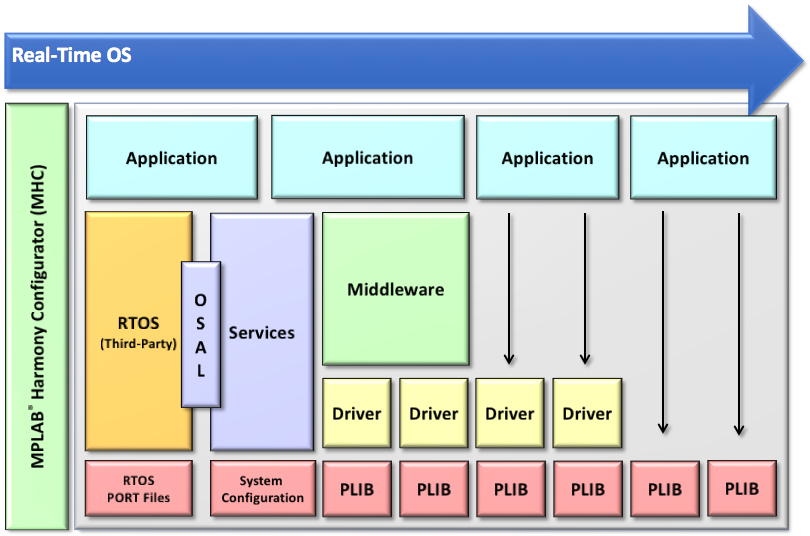 Real-Time OS
MPLAB® Harmony Configurator (MHC)
Application
Application
Application
Application
RTOS
(Third-Party)
O
S
A
L
Services
Middleware
Driver
Driver
Driver
Driver
RTOS
PORT Files
System
Configuration
PLIB
PLIB
PLIB
PLIB
PLIB
PLIB